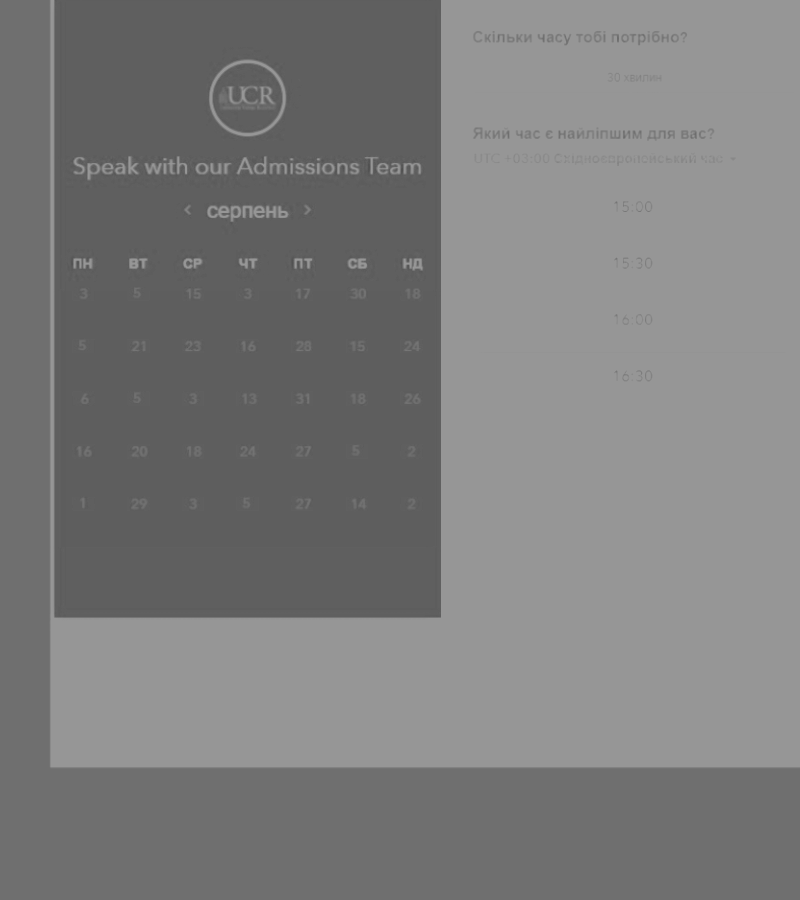 UCR
Speak with our Admissions Team
< серпень >
ПН ВТ СР ЧТ ПТ СБ НД
3 5 15 3 17 30 18
5 21 23 16 28 15 24
6 5 3 13 31 18 26
16 20 18 24 27 5 2
1 29 3 5 27 14 2
Скільки часу тобі потрібно?
30 хвилин
Який час є найліпшим для вас?
UTC +03:00 час
15:00
15:30
16:00
16:30